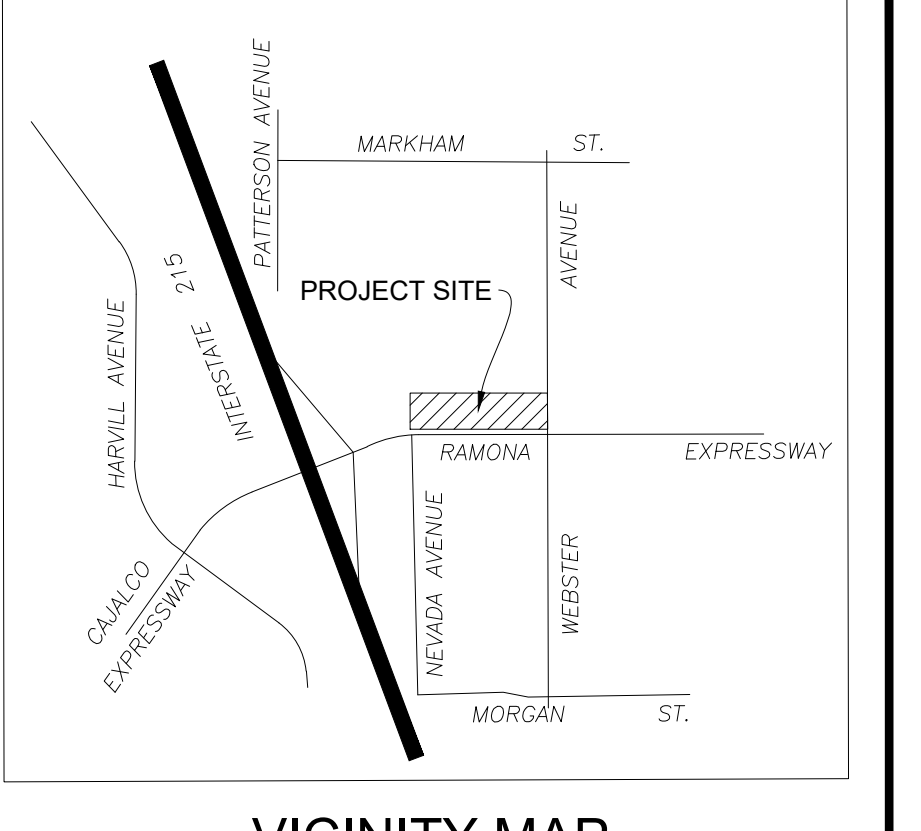 PATTERSON AVENUE
MARKHAM ST.
AVENUE
INTERSTATE 215
PROJECT SITE
HARVILL AVENUE
RAMONA EXPRESSWAY
NEVADA AVENUE
WEBSTER
CAJALCO
EXPRESSWAY
MORGAN ST.
VICINITY MAP